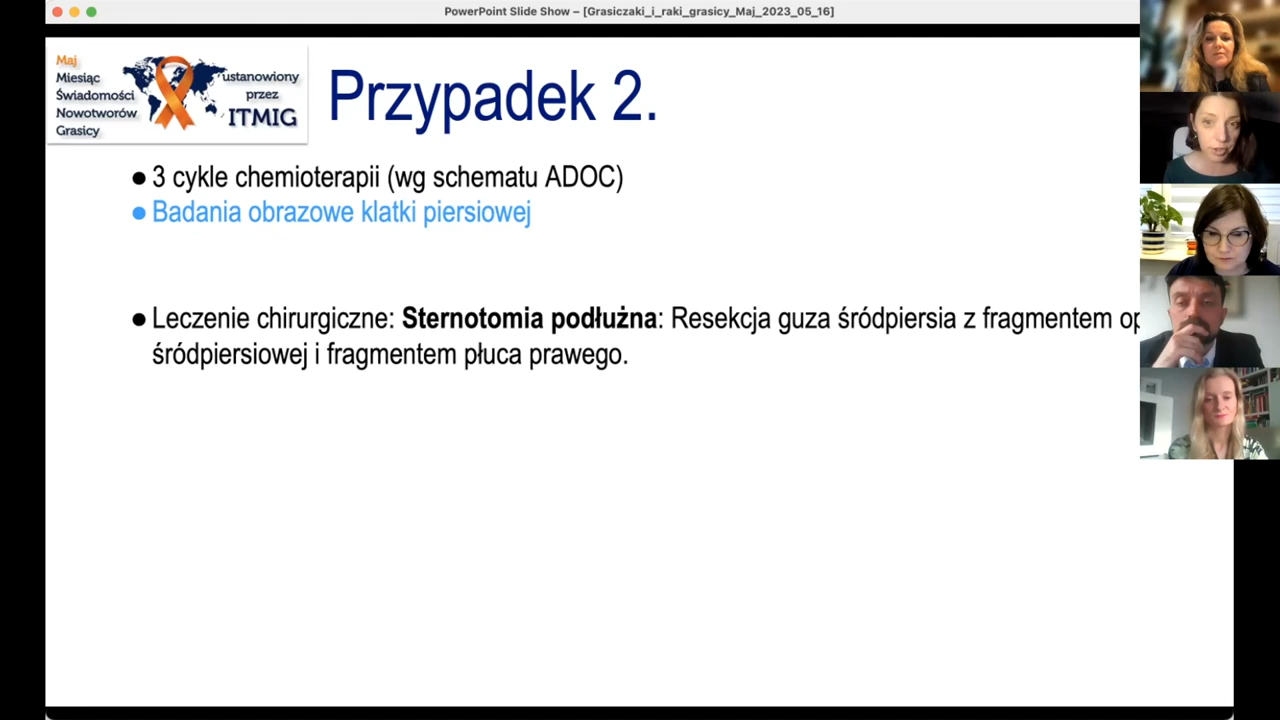 PowerPoint Slide Show – [Grasiczaki_i_raki_grasicy_Maj_2023_05_16]
Maj
Miesiąc
Świadomości
Nowotworów
Grasicy
ustanowiony
przez
ITMIG
Przypadek 2.
● 3 cykle chemioterapii (wg schematu ADOC)
● Badania obrazowe klatki piersiowej
● Leczenie chirurgiczne: Sternotomia podłużna: Resekcja guza śródpiersia z fragmentem
śródpiersiowej i fragmentem płuca prawego.